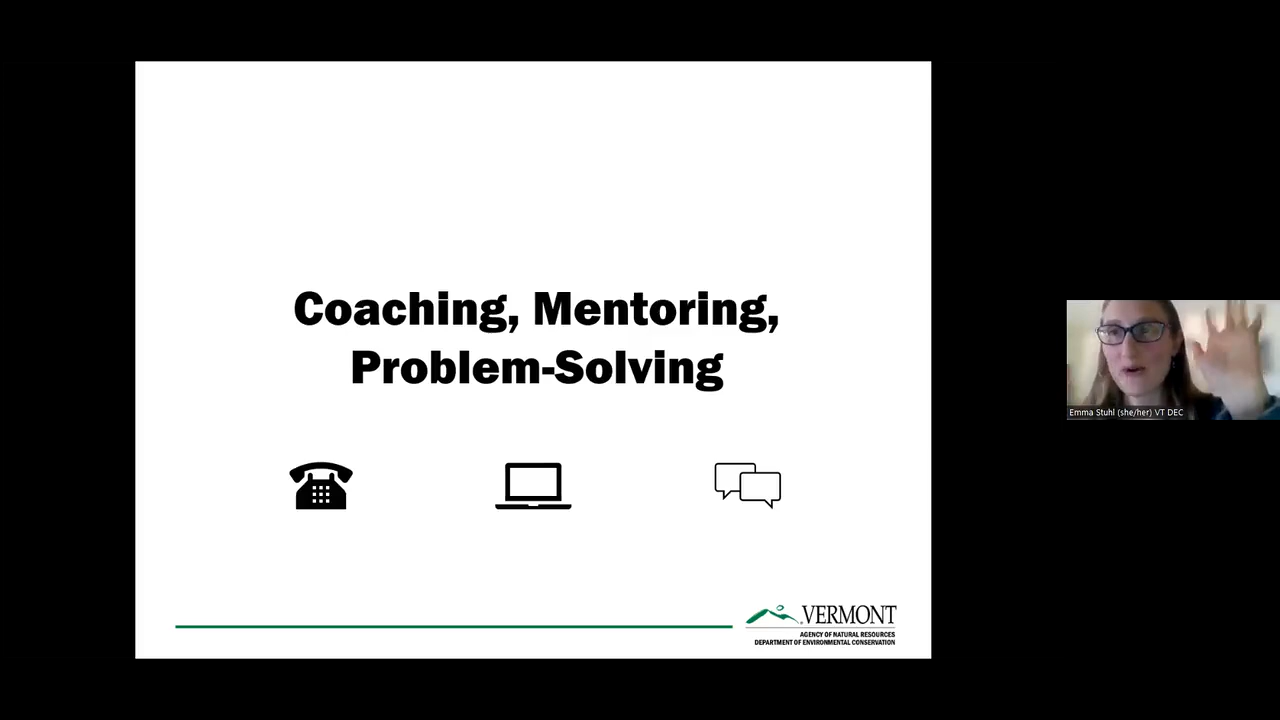 Coaching, Mentoring,
Problem-Solving
VERMONT
AGENCY OF NATURAL RESOURCES
DEPARTMENT OF ENVIRONMENTAL CONSERVATION
Emma Stuhl (she/her) VT DEC